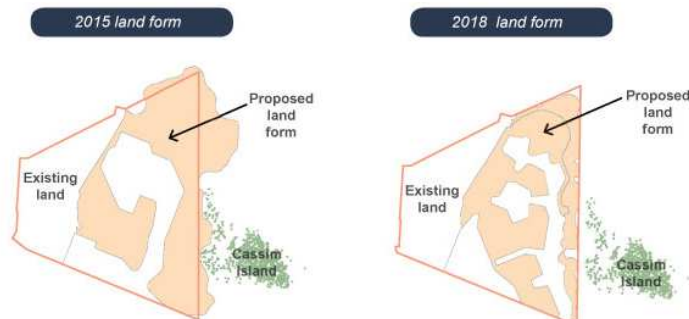 2015 land form
Proposed
land
form
Existing
land
Cassim
Island
2018 land form
Proposed
land
form
Existing
land
Cassim
Island